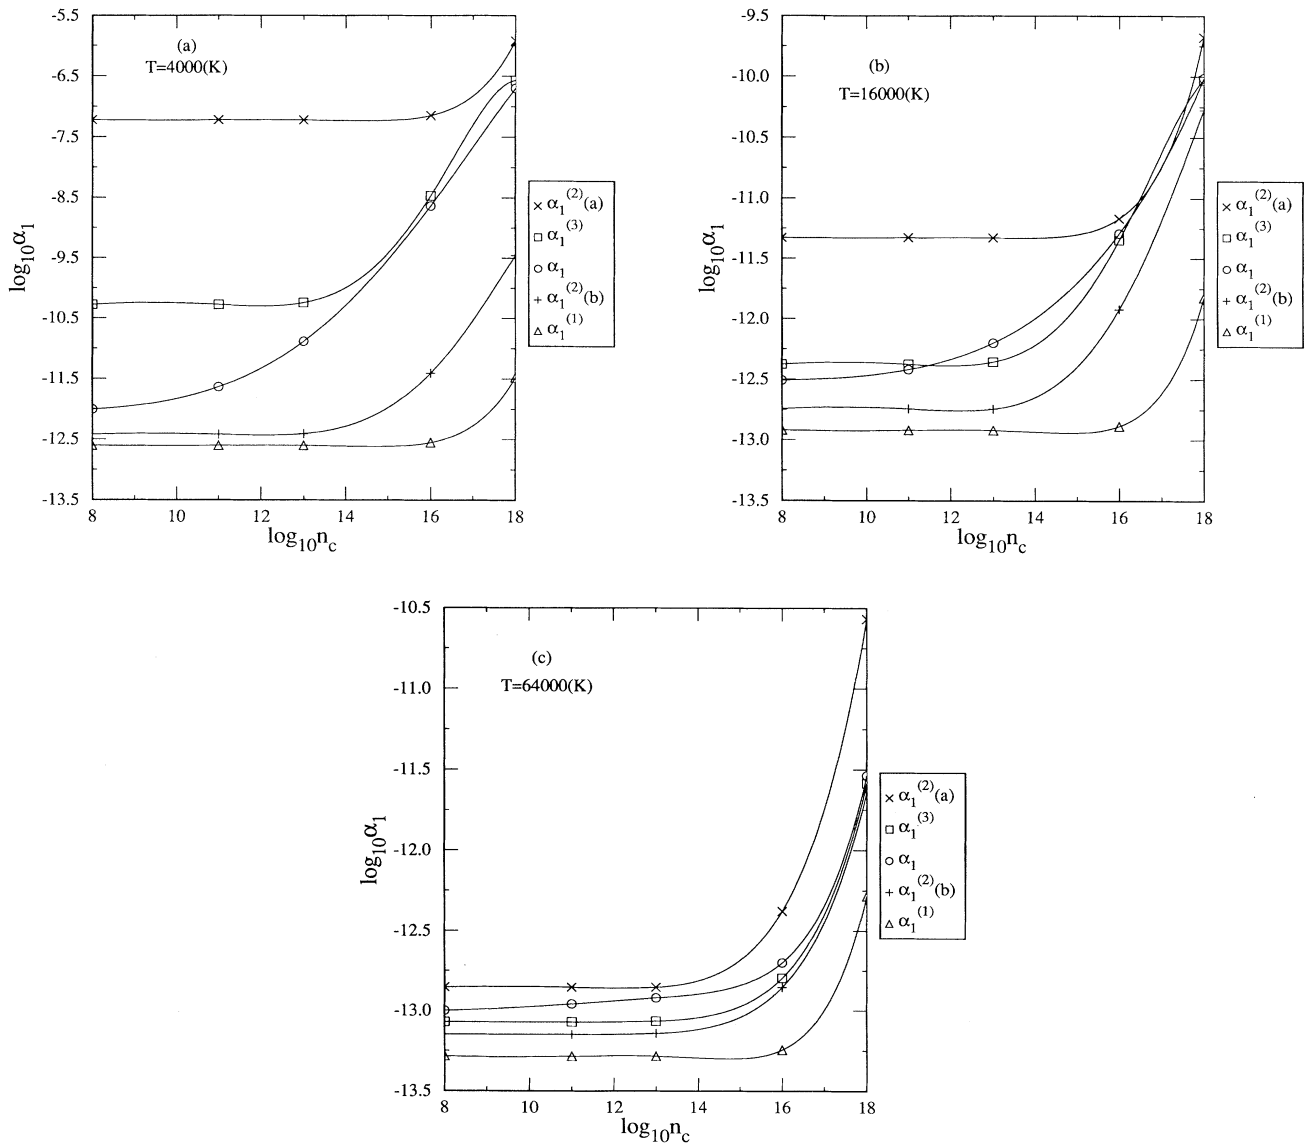 (a)
T=4000(K)
-5.5
-6.5
-7.5
-8.5
-9.5
-10.5
-11.5
-12.5
-13.5
log₁₀α₁
8 10 12 14 16 18
log₁₀n_c
× α₁⁽²⁾(a)
□ α₁⁽³⁾
○ α₁
+ α₁⁽²⁾(b)
△ α₁⁽¹⁾
(b)
T=16000(K)
-9.5
-10.0
-10.5
-11.0
-11.5
-12.0
-12.5
-13.0
-13.5
log₁₀α₁
8 10 12 14 16 18
log₁₀n_c
× α₁⁽²⁾(a)
□ α₁⁽³⁾
○ α₁
+ α₁⁽²⁾(b)
△ α₁⁽¹⁾
(c)
T=64000(K)
-10.5
-11.0
-11.5
-12.0
-12.5
-13.0
-13.5
log₁₀α₁
8 10 12 14 16 18
log₁₀n_c
× α₁⁽²⁾(a)
□ α₁⁽³⁾
○ α₁
+ α₁⁽²⁾(b)
△ α₁⁽¹⁾